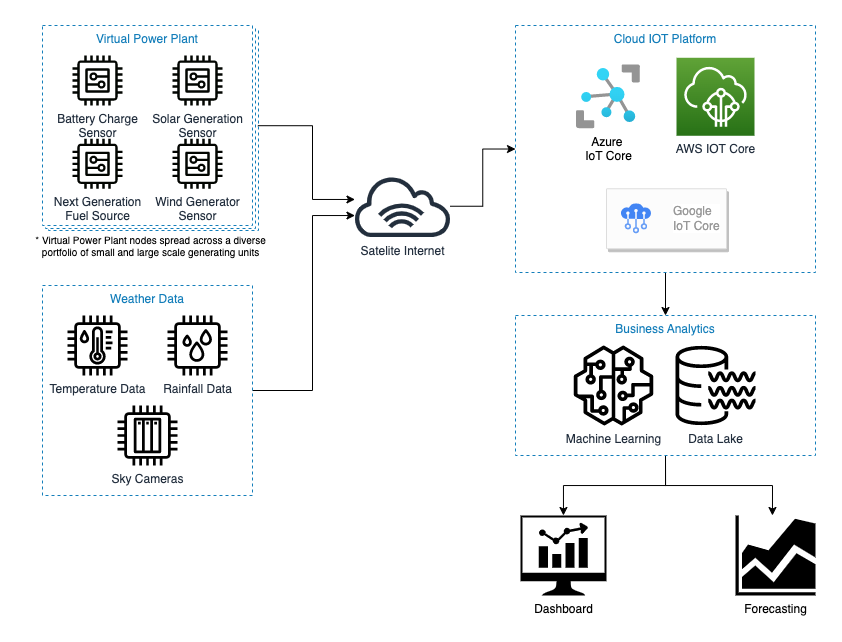 Virtual Power Plant
Battery Charge
Sensor
Solar Generation
Sensor
Next Generation
Fuel Source
Wind Generator
Sensor
* Virtual Power Plant nodes spread across a diverse
portfolio of small and large scale generating units
Weather Data
Temperature Data
Rainfall Data
Sky Cameras
Satelite Internet
Cloud IOT Platform
Azure
IoT Core
AWS IOT Core
Google
IoT Core
Business Analytics
Machine Learning
Data Lake
Dashboard
Forecasting